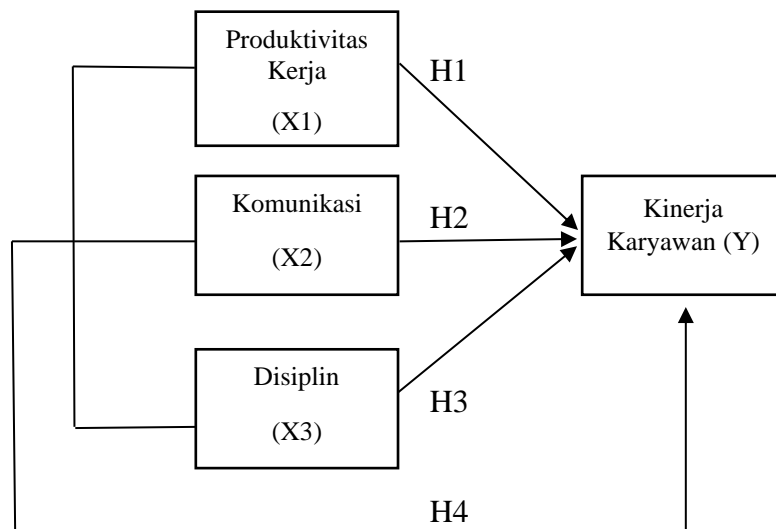 Produktivitas
Kerja
(X1)
H1
Komunikasi
(X2)
H2
Kinerja
Karyawan (Y)
Disiplin
(X3)
H3
H4